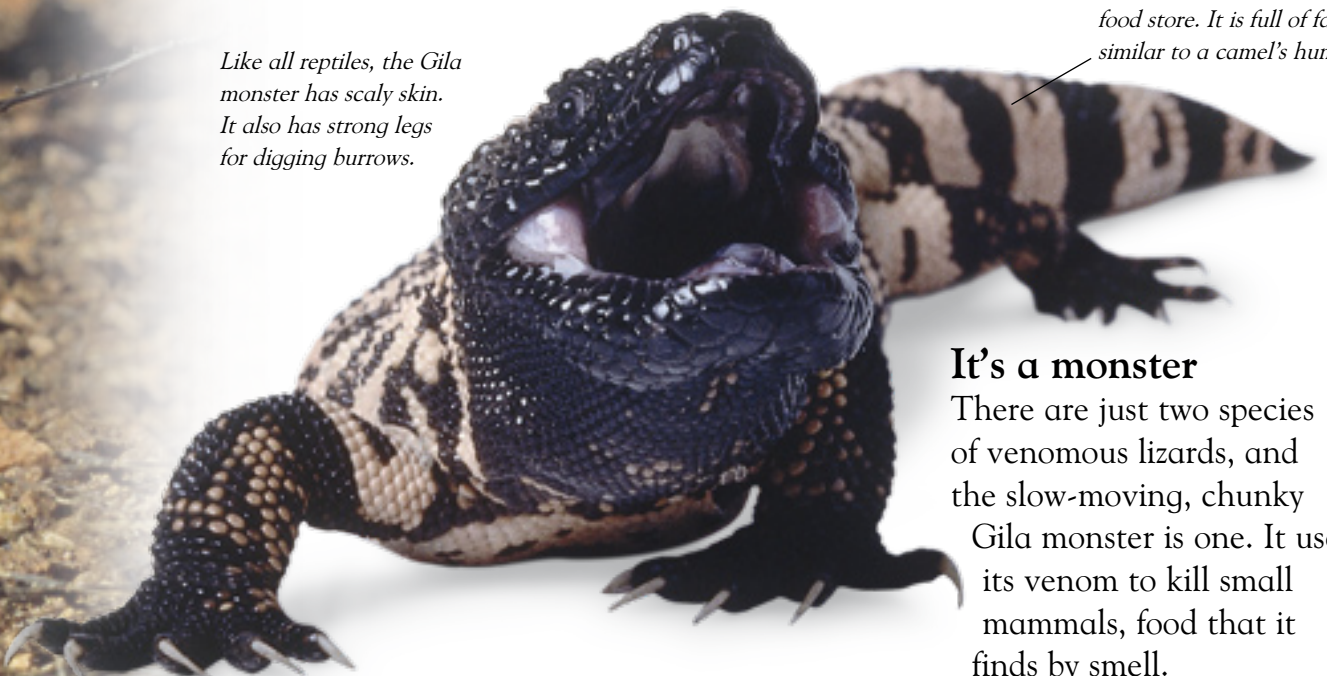 Like all reptiles, the Gila
monster has scaly skin.
It also has strong legs
for digging burrows.
food store. It is full of
similar to a camel's
It's a monster
There are just two species
of venomous lizards, and
the slow-moving, chunky
Gila monster is one. It
its venom to kill small
mammals, food that it
finds by smell.